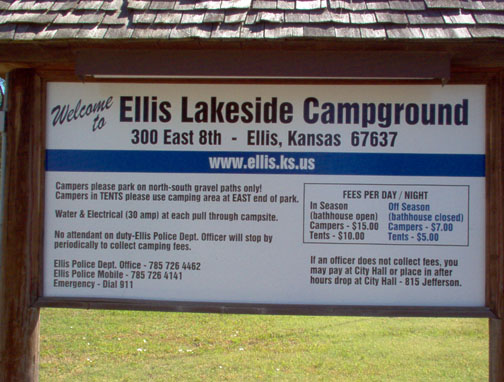 Welcome to Ellis Lakeside Campground
300 East 8th - Ellis, Kansas 67637
www.ellis.ks.us
Campers please park on north-south gravel paths only!
Campers in TENTS please use camping area at EAST end of park.
Water & Electrical (30 amp) at each pull through campsite.
No attendant on duty-Ellis Police Dept. Officer will stop by
periodically to collect camping fees.
Ellis Police Dept. Office - 785 726 4462
Ellis Police Mobile - 785 726 4141
Emergency - Dial 911
FEES PER DAY / NIGHT
In Season Off Season
(bathhouse open) (bathhouse closed)
Campers - $15.00 Campers - $7.00
Tents - $10.00 Tents - $5.00
If an officer does not collect fees, you
may pay at City Hall or place in after
hours drop at City Hall - 815 Jefferson.